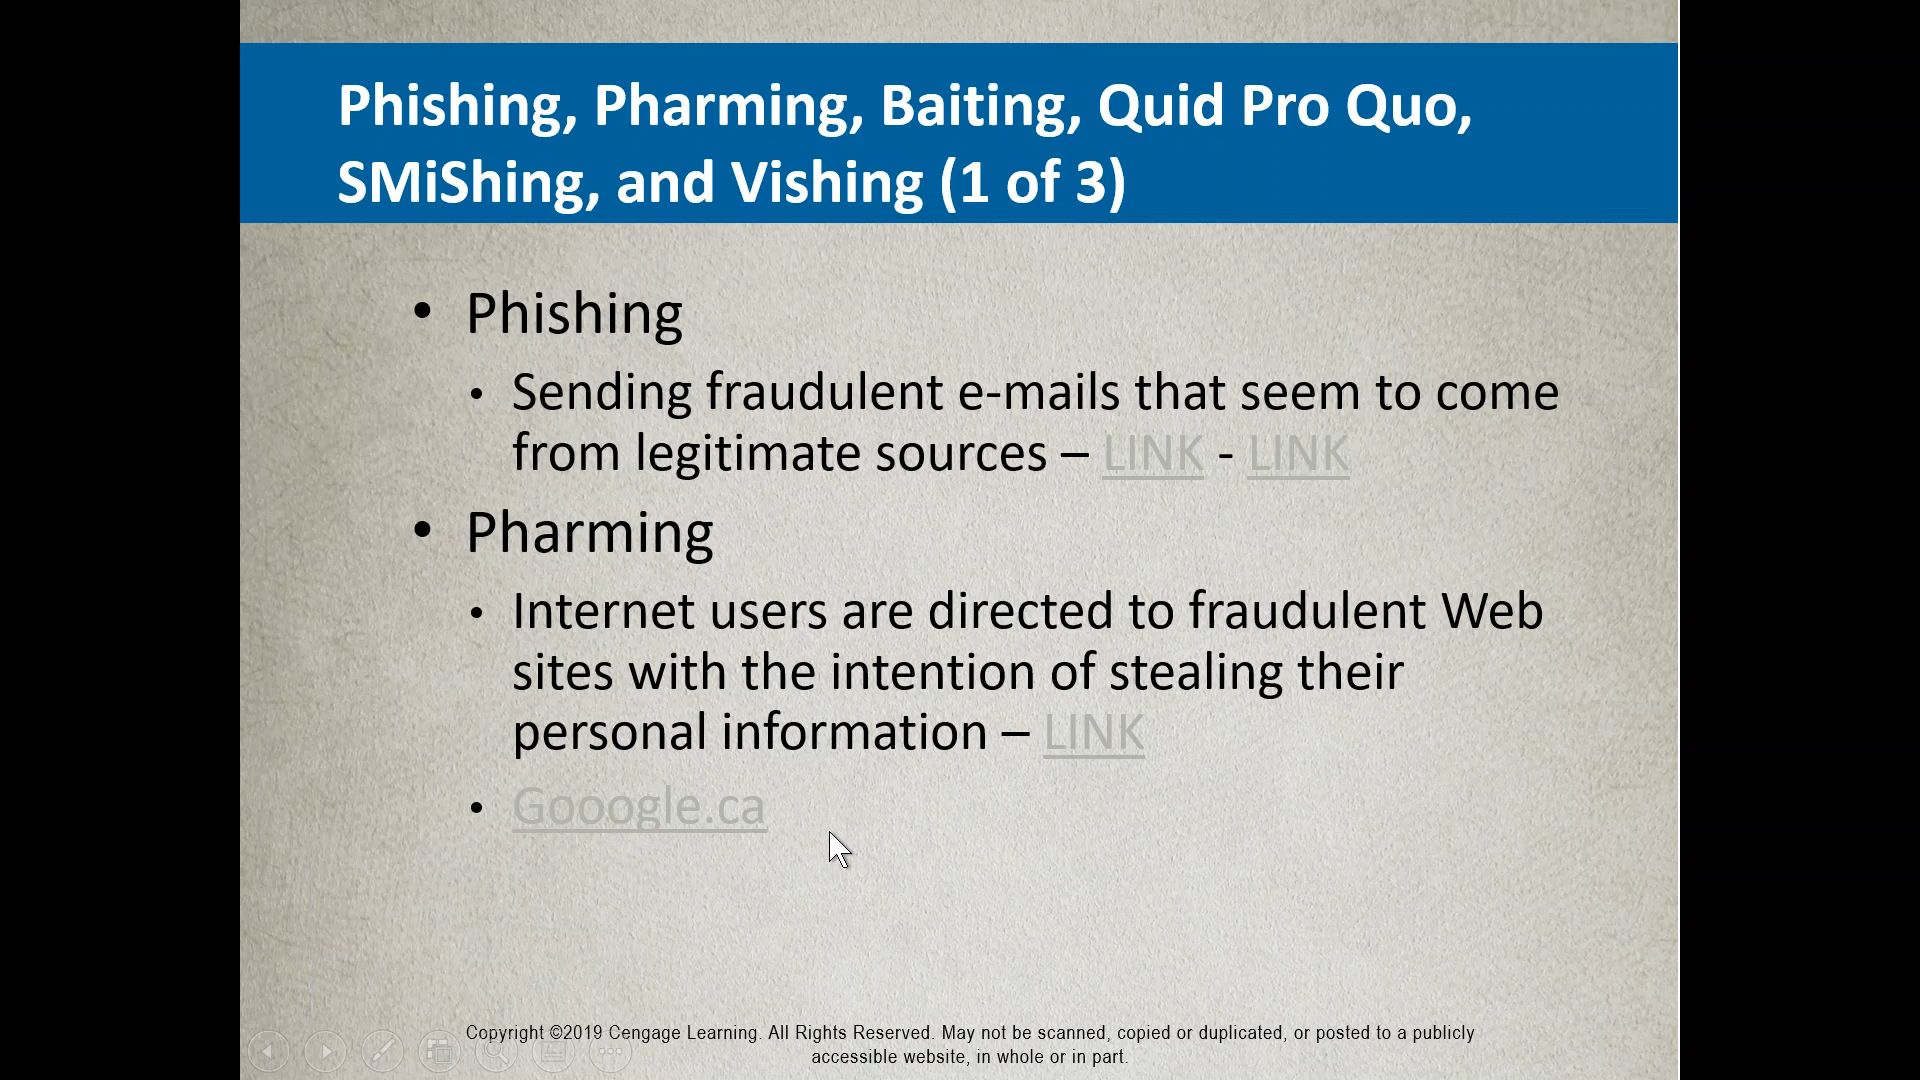 Phishing, Pharming, Baiting, Quid Pro Quo,
SMiShing, and Vishing (1 of 3)
• Phishing
• Sending fraudulent e-mails that seem to come
from legitimate sources – LINK - LINK
• Pharming
• Internet users are directed to fraudulent Web
sites with the intention of stealing their
personal information – LINK
• Gooogle.ca
Copyright ©2019 Cengage Learning. All Rights Reserved. May not be scanned, copied or duplicated, or posted to a publicly
accessible website, in whole or in part.